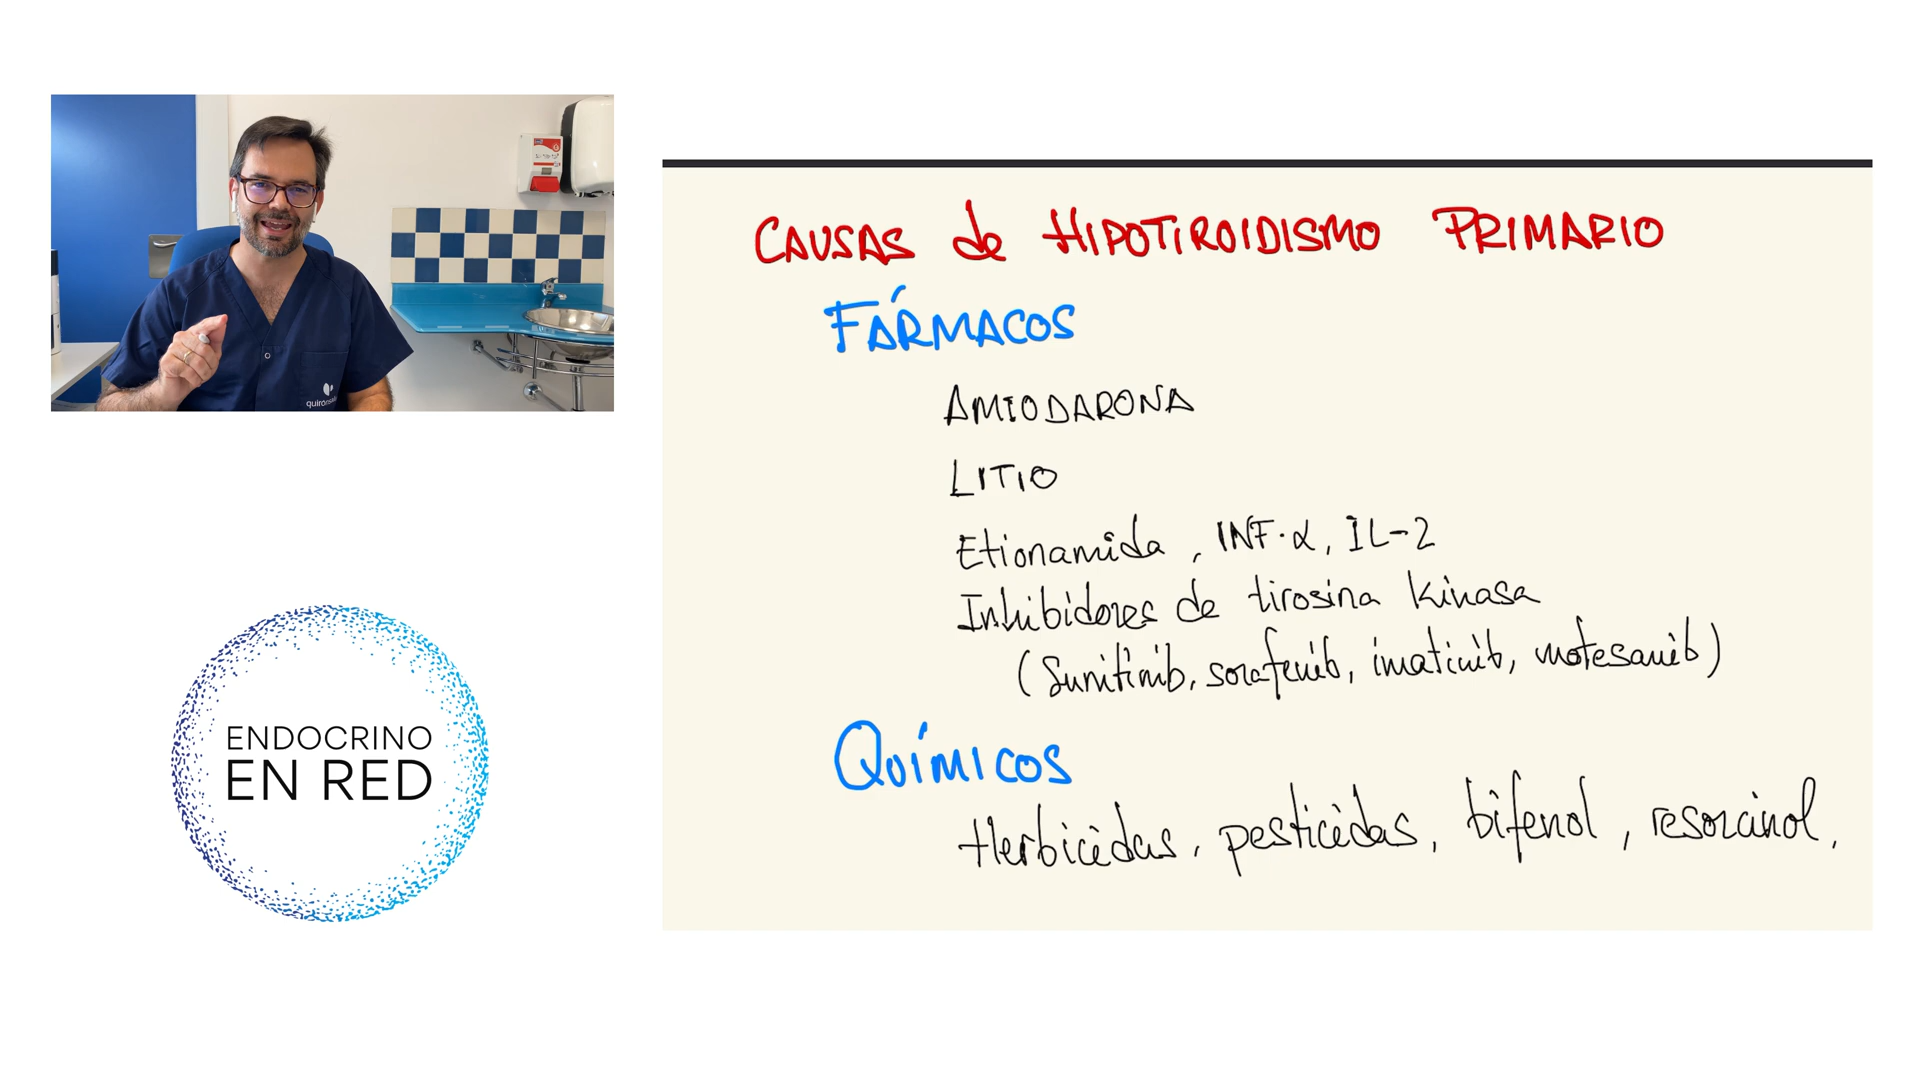 CAUSAS de HIPOTIROIDISMO PRIMARIO
FÁRMACOS
AMIODARONA
LITIO
Etionamida, INF-α, IL-2
Inhibidores de tirosina kinasa
(Sunitinib, sorafenib, imatinib, motesanib)
QUÍMICOS
Herbicidas, pesticidas, bifenol, resorcinol,
ENDOCRINO
EN RED